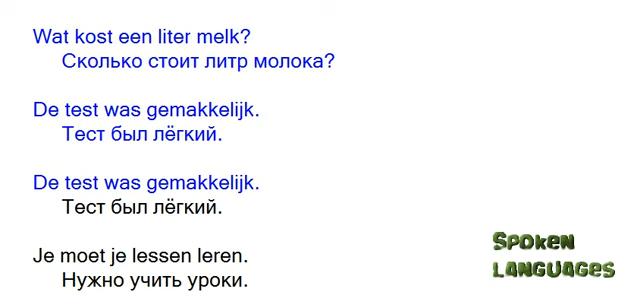 Wat kost een liter melk?
Сколько стоит литр молока?
De test was gemakkelijk.
Тест был лёгкий.
De test was gemakkelijk.
Тест был лёгкий.
Je moet je lessen leren.
Нужно учить уроки.
Spoken
Languages